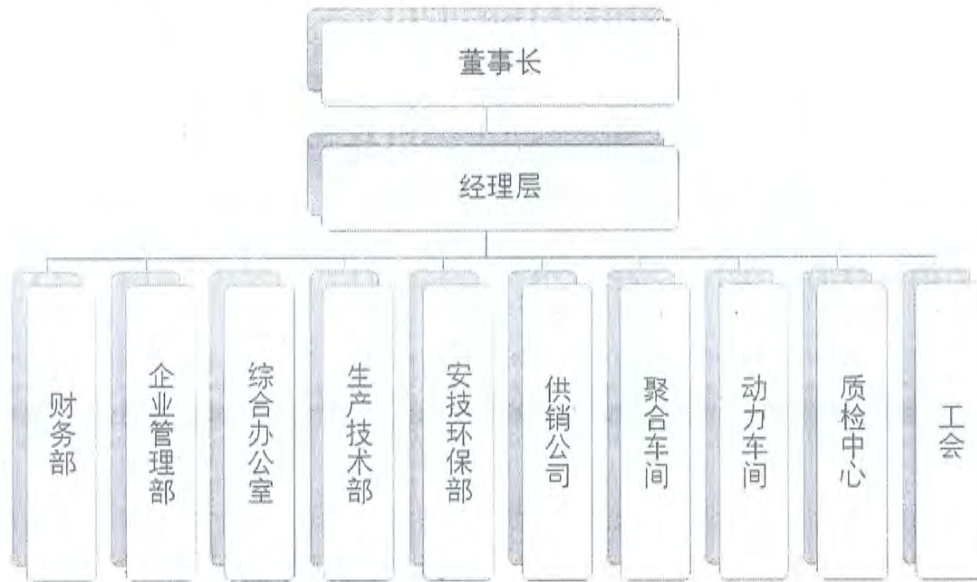 董事长
经理层
财务部
企业管理部
综合办公室
生产技术部
安技环保部
供销公司
聚合车间
动力车间
质检中心
工会